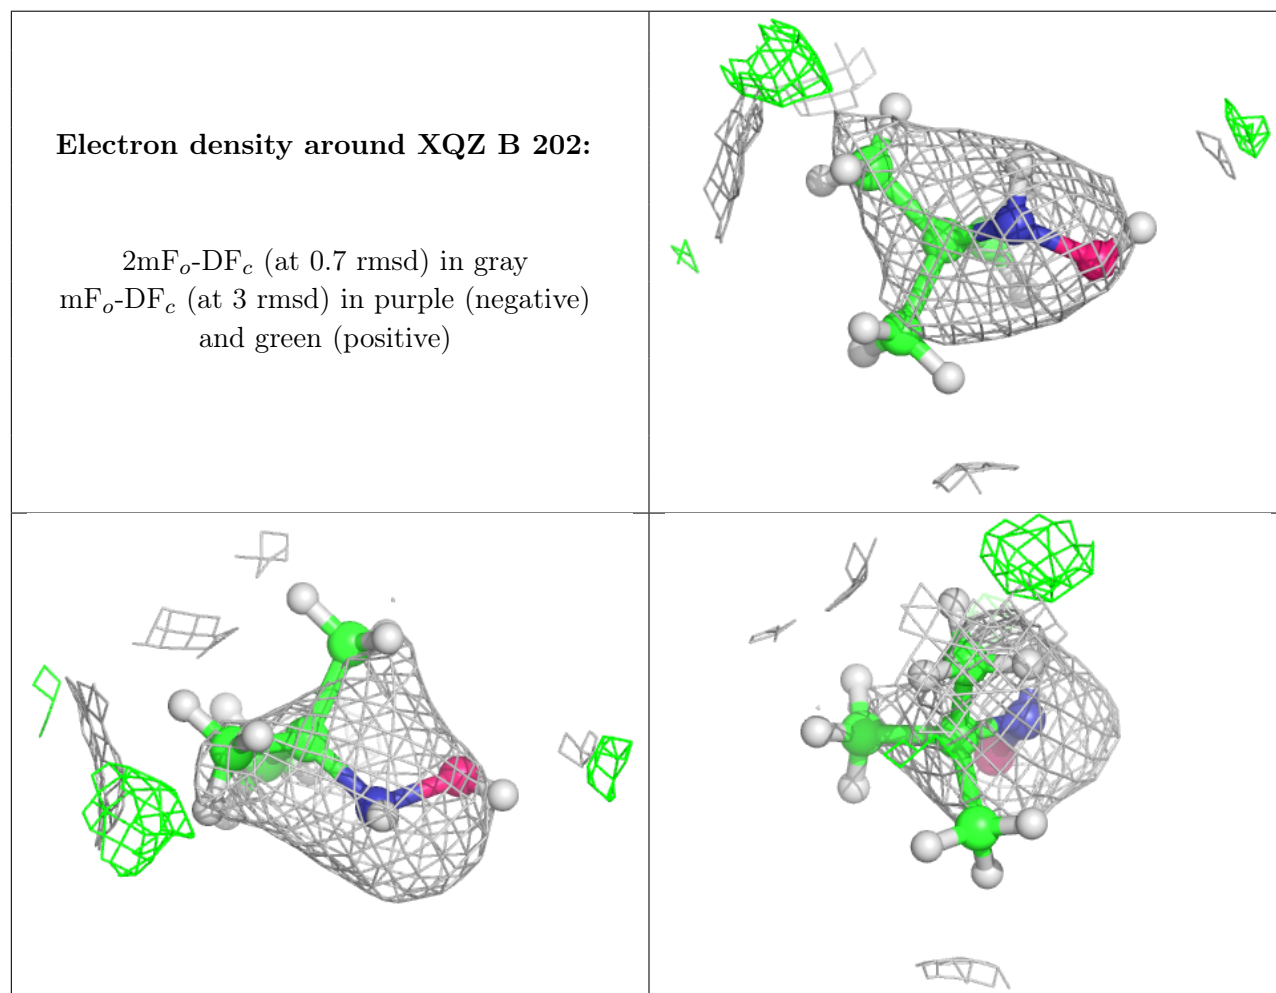 Electron density around XQZ B 202:
2mFo-DFc (at 0.7 rmsd) in gray
mFo-DFc (at 3 rmsd) in purple (negative)
and green (positive)